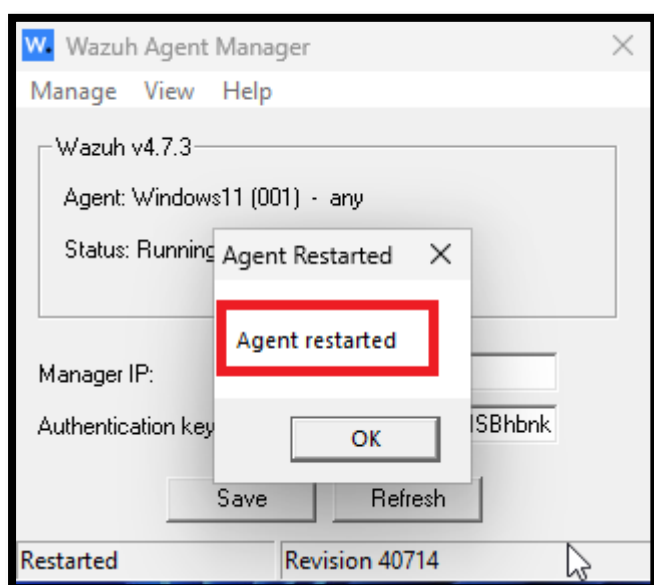 W. Wazuh Agent Manager
Manage View Help
Wazuh v4.7.3
Agent: Windows11 (001) - any
Status: Running
Agent Restarted
Agent restarted
Manager IP:
Authentication key
SBhbnk
OK
Save Refresh
Restarted Revision 40714